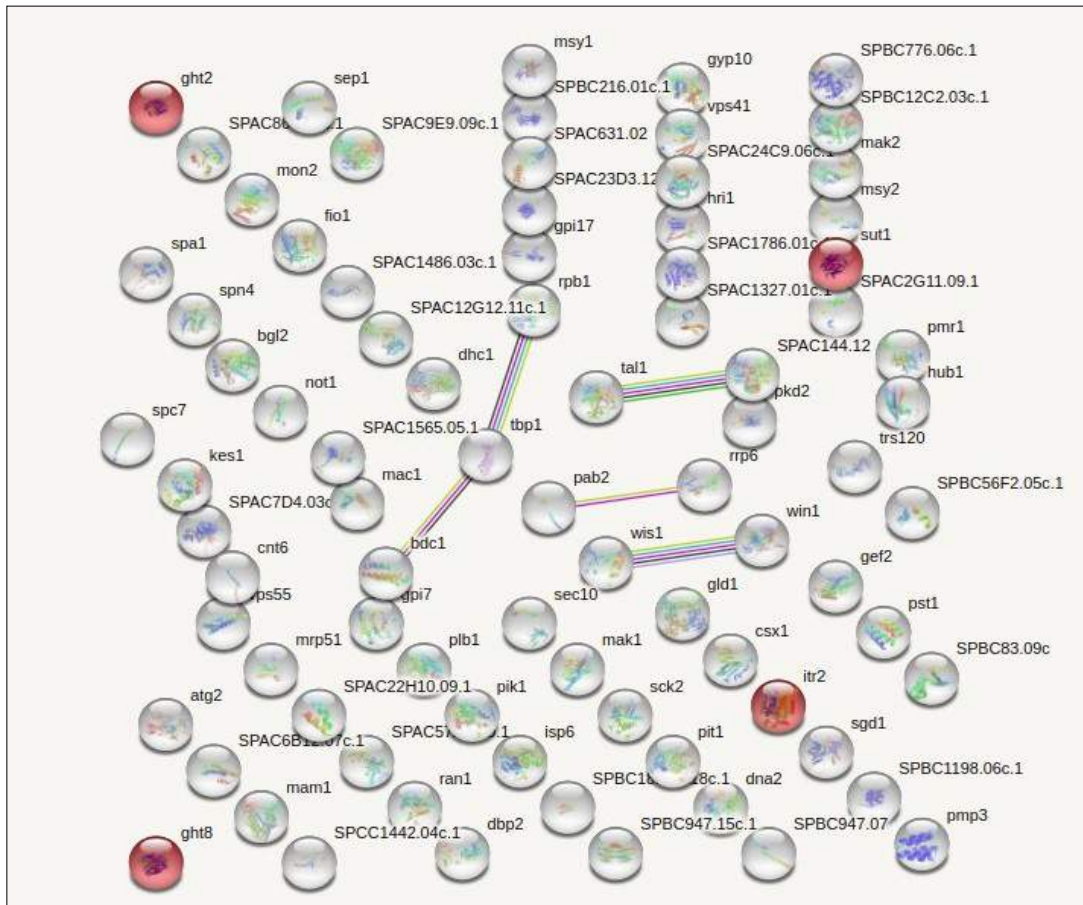 msy1
SPBC776.06c.1
gyp10
ght2
sep1
SPBC216.01c.1
SPBC12C2.03c.1
vps41
SPAC9E9.09c.1
SPAC631.02
mak2
SPAC24C9.06c.1
mon2
SPAC23D3.12
msy2
hri1
fio1
gpi17
sut1
spa1
SPAC1486.03c.1
SPAC1786.01c
rpb1
SPAC2G11.09.1
spn4
SPAC12G12.11c.1
SPAC1327.01c.1
pmr1
bgl2
dhc1
SPAC144.12
tal1
hub1
not1
pkd2
spc7
SPAC1565.05.1
tbp1
trs120
kes1
mac1
rrp6
pab2
SPBC56F2.05c.1
SPAC7D4.03c
win1
cnt6
bdc1
wis1
gef2
vps55
gpi7
sec10
gld1
pst1
mrp51
plb1
mak1
csx1
SPBC83.09c
itr2
SPAC22H10.09.1
pik1
sck2
atg2
sgd1
SPAC6B12.07c.1
isp6
pit1
SPBC1198.06c.1
mam1
ran1
dna2
pmp3
ght8
SPCC1442.04c.1
dbp2
SPBC947.15c.1
SPBC947.07